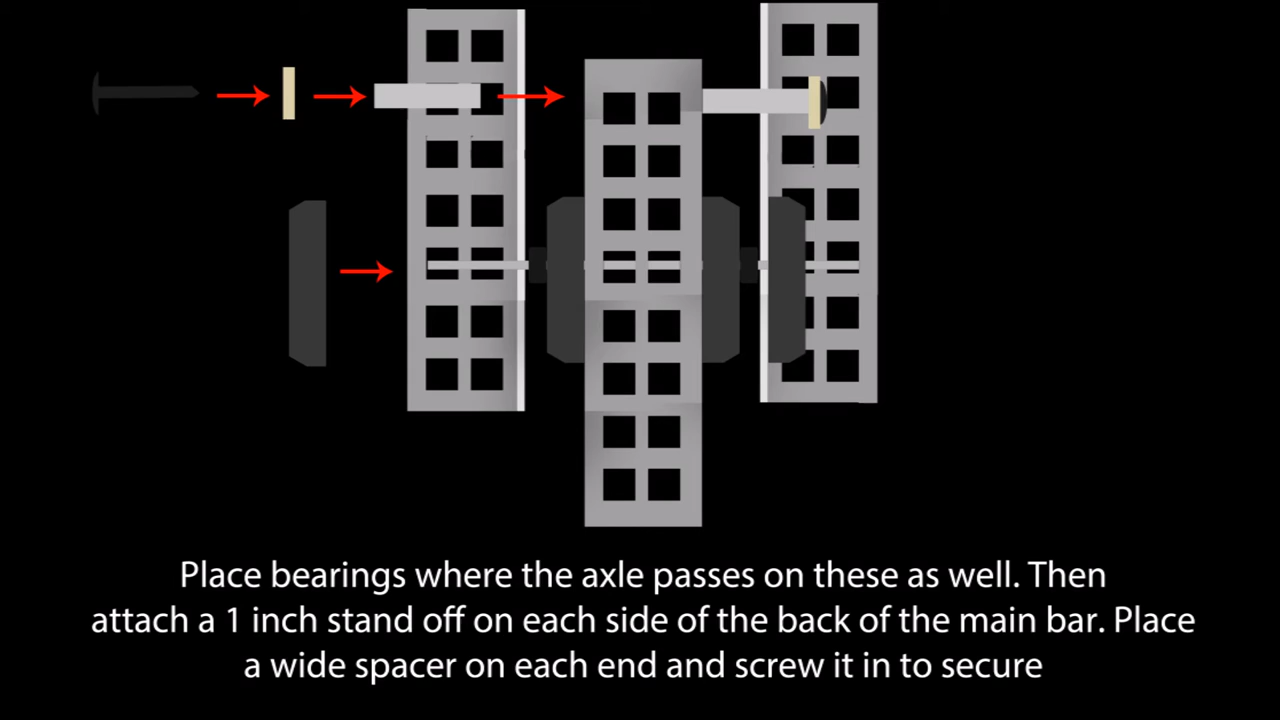 Place bearings where the axle passes on these as well. Then
attach a 1 inch stand off on each side of the back of the main bar. Place
a wide spacer on each end and screw it in to secure